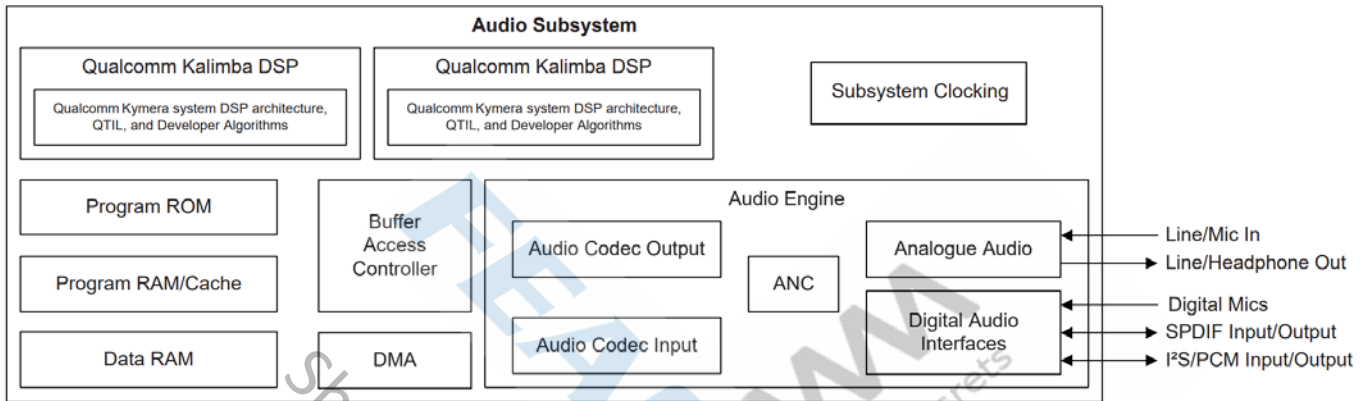 Audio Subsystem
Qualcomm Kalimba DSP
Qualcomm Kymera system DSP architecture,
QTIL, and Developer Algorithms
Qualcomm Kalimba DSP
Qualcomm Kymera system DSP architecture,
QTIL, and Developer Algorithms
Subsystem Clocking
Program ROM
Program RAM/Cache
Data RAM
Buffer
Access
Controller
DMA
Audio Engine
Audio Codec Output
Audio Codec Input
ANC
Analogue Audio
Digital Audio
Interfaces
Line/Mic In
Line/Headphone Out
Digital Mics
SPDIF Input/Output
I²S/PCM Input/Output